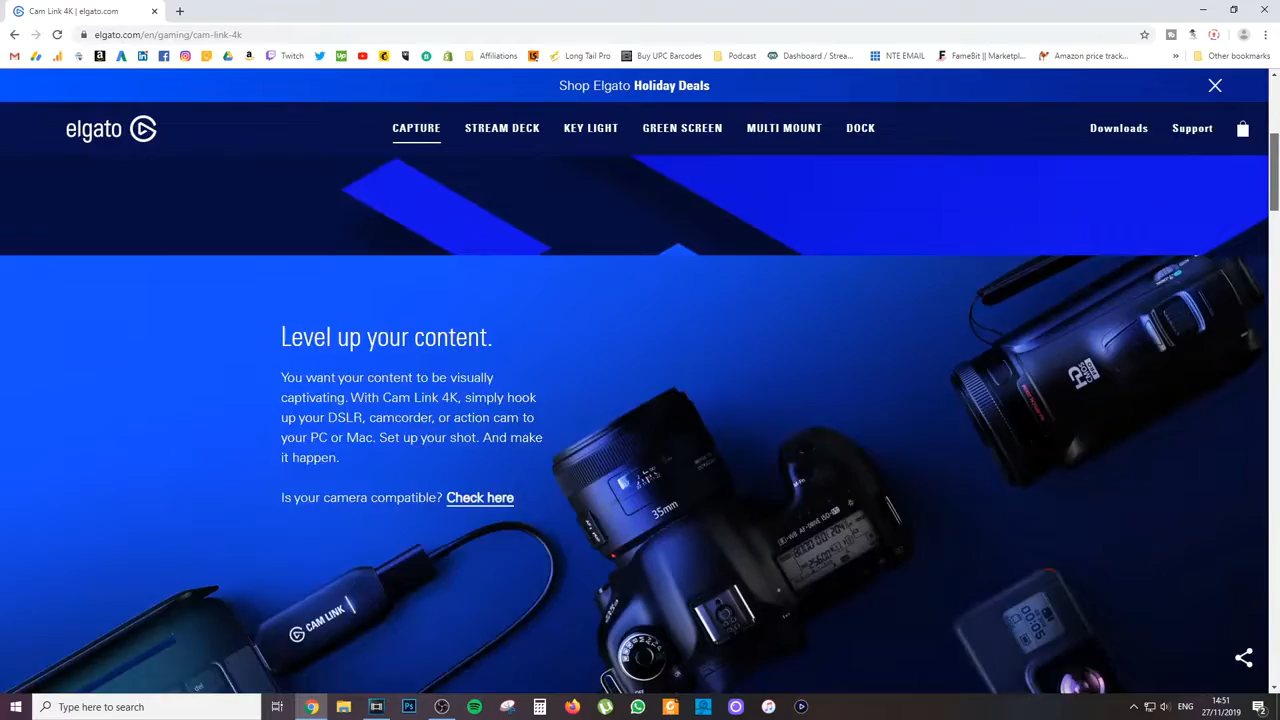 Cam Link 4K | elgato.com
elgato.com/en/gaming/cam-link-4k
Twitch
Affiliations
Long Tail Pro
Buy UPC Barcodes
Podcast
Dashboard / Strea...
NTE EMAIL
FameBit || Marketpl...
Amazon price track...
»
Other bookmarks
Shop Elgato Holiday Deals
elgato
CAPTURE
STREAM DECK
KEY LIGHT
GREEN SCREEN
MULTI MOUNT
DOCK
Downloads
Support
Level up your content.
You want your content to be visually
captivating. With Cam Link 4K, simply hook
up your DSLR, camcorder, or action cam to
your PC or Mac. Set up your shot. And make
it happen.
Is your camera compatible? Check here
35mm
CAM LINK
Type here to search
ENG
14:51
27/11/2019